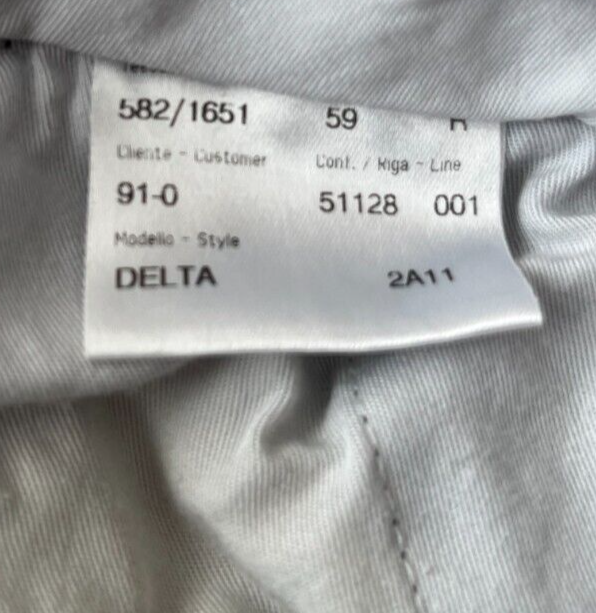 582/1651 59
Cliente - Customer Conf. / Riga - Line
91-0 51128 001
Modello - Style
DELTA 2A11